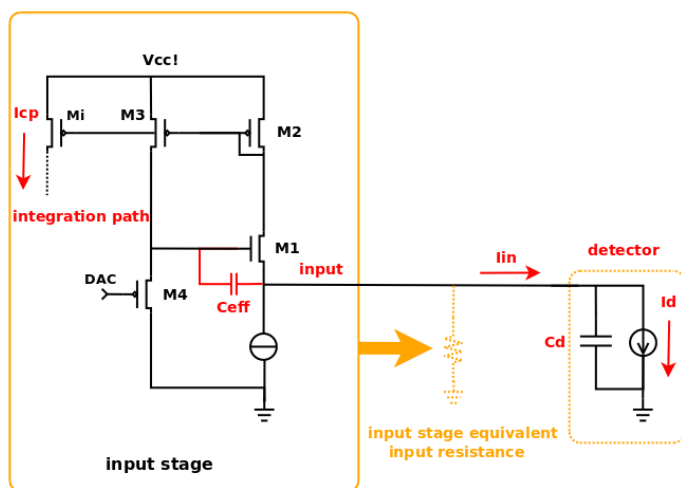 Vcc!
Icp
Mi
M3
M2
integration path
M1
DAC
M4
Ceff
input
Iin
detector
Cd
Id
input stage equivalent
input resistance
input stage